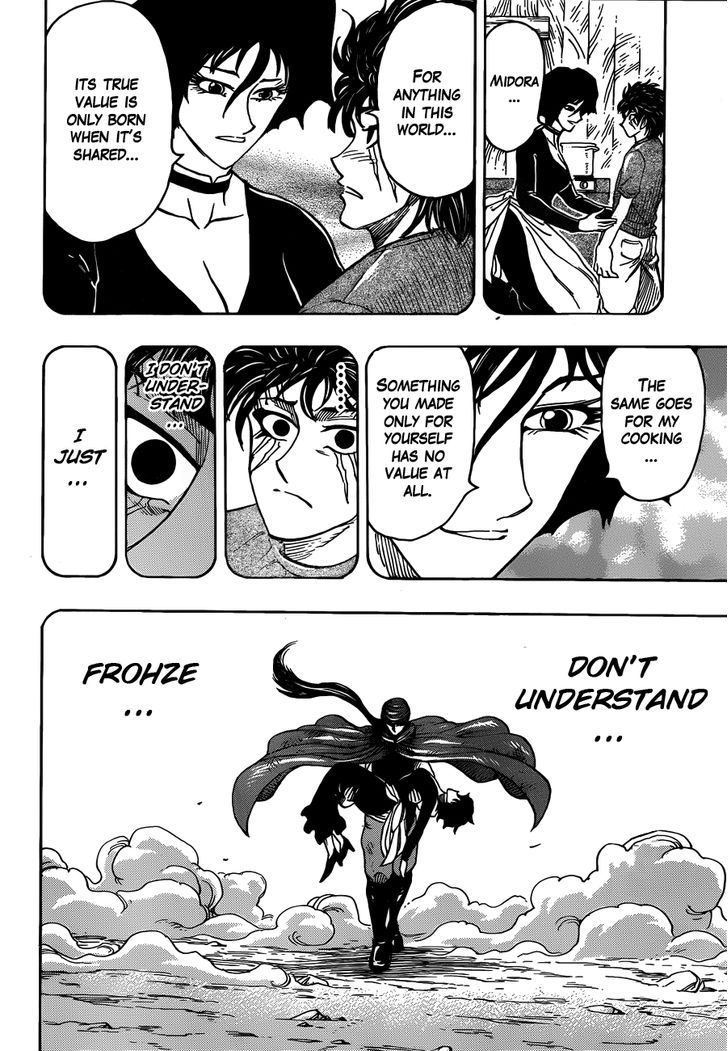 MIDORA
...
FOR
ANYTHING
IN THIS
WORLD...
ITS TRUE
VALUE IS
ONLY BORN
WHEN IT'S
SHARED...
THE
SAME GOES
FOR MY
COOKING
...
SOMETHING
YOU MADE
ONLY FOR
YOURSELF
HAS NO
VALUE AT
ALL.
I DON'T
UNDER-
STAND
...
I
JUST
...
DON'T
UNDERSTAND
...
FROHZE
...